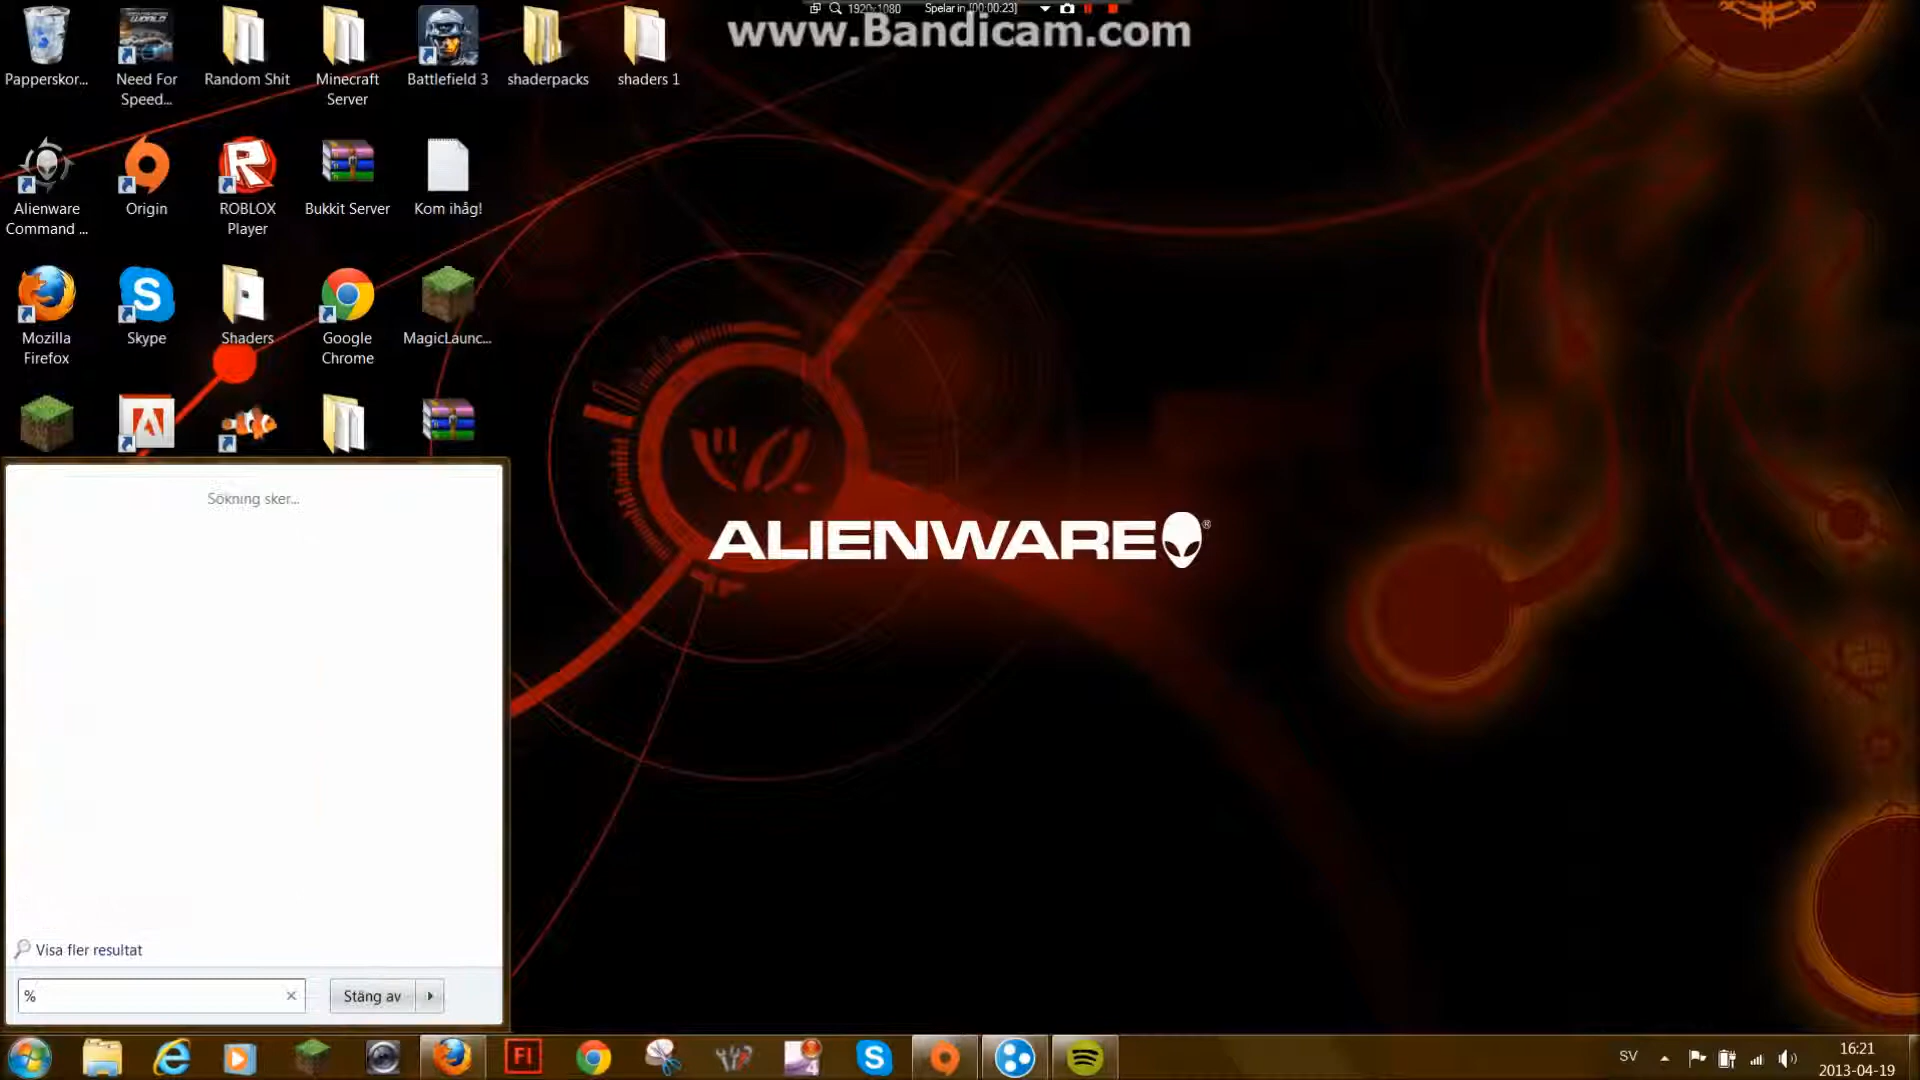 1920x1080 Spelar in [00:00:23]
www.Bandicam.com
Papperskor...
Need For
Speed...
Random Shit
Minecraft
Server
Battlefield 3
shaderpacks
shaders 1
Alienware
Command ...
Origin
ROBLOX
Player
Bukkit Server
Kom ihåg!
Mozilla
Firefox
Skype
Shaders
Google
Chrome
MagicLaunc...
ALIENWARE®
Sökning sker...
Visa fler resultat
%
Stäng av
SV
16:21
2013-04-19